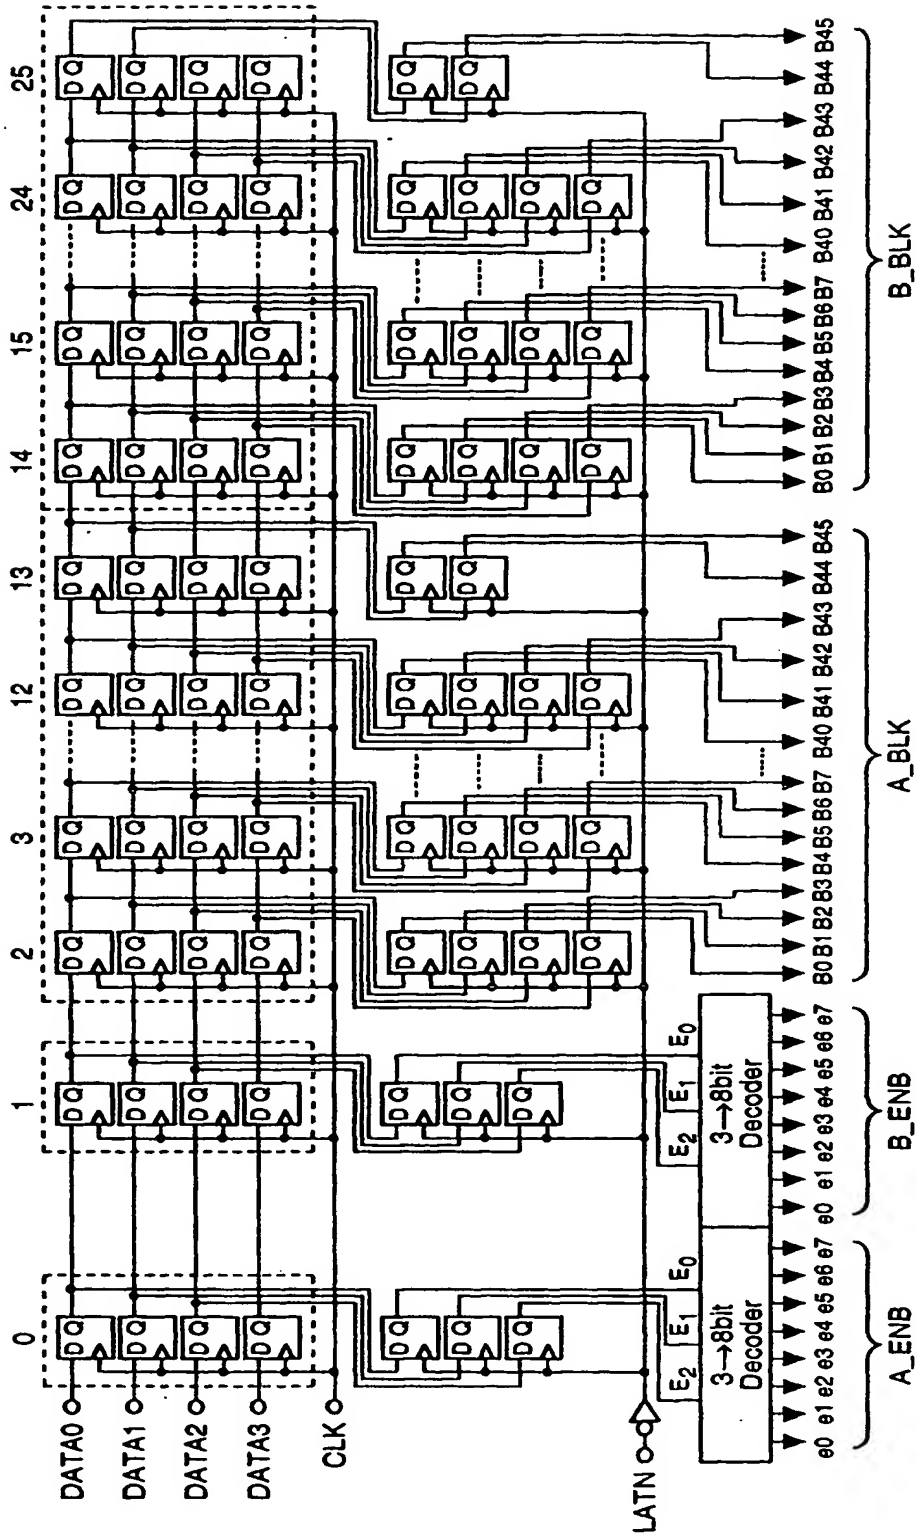 0 1 2 3 12 13 14 15 24 25
DATA0 D Q D Q D Q D Q D Q D Q D Q D Q D Q D Q
DATA1 D Q D Q D Q D Q D Q D Q D Q D Q D Q D Q
DATA2 D Q D Q D Q D Q D Q D Q D Q D Q D Q D Q
DATA3 D Q D Q D Q D Q D Q D Q D Q D Q D Q D Q
CLK
D Q D Q D Q D Q D Q D Q D Q D Q D Q D Q
D Q D Q D Q D Q D Q D Q D Q D Q D Q D Q
D Q D Q D Q D Q D Q D Q D Q D Q
D Q D Q D Q D Q D Q D Q
LATN
E2 E1 E0 E2 E1 E0
3→8bit
Decoder
3→8bit
Decoder
e0 e1 e2 e3 e4 e5 e6 e7
e0 e1 e2 e3 e4 e5 e6 e7
B0 B1 B2 B3 B4 B5 B6 B7 B40 B41 B42 B43 B44 B45
B0 B1 B2 B3 B4 B5 B6 B7 B40 B41 B42 B43 B44 B45
A_ENB
B_ENB
A_BLK
B_BLK